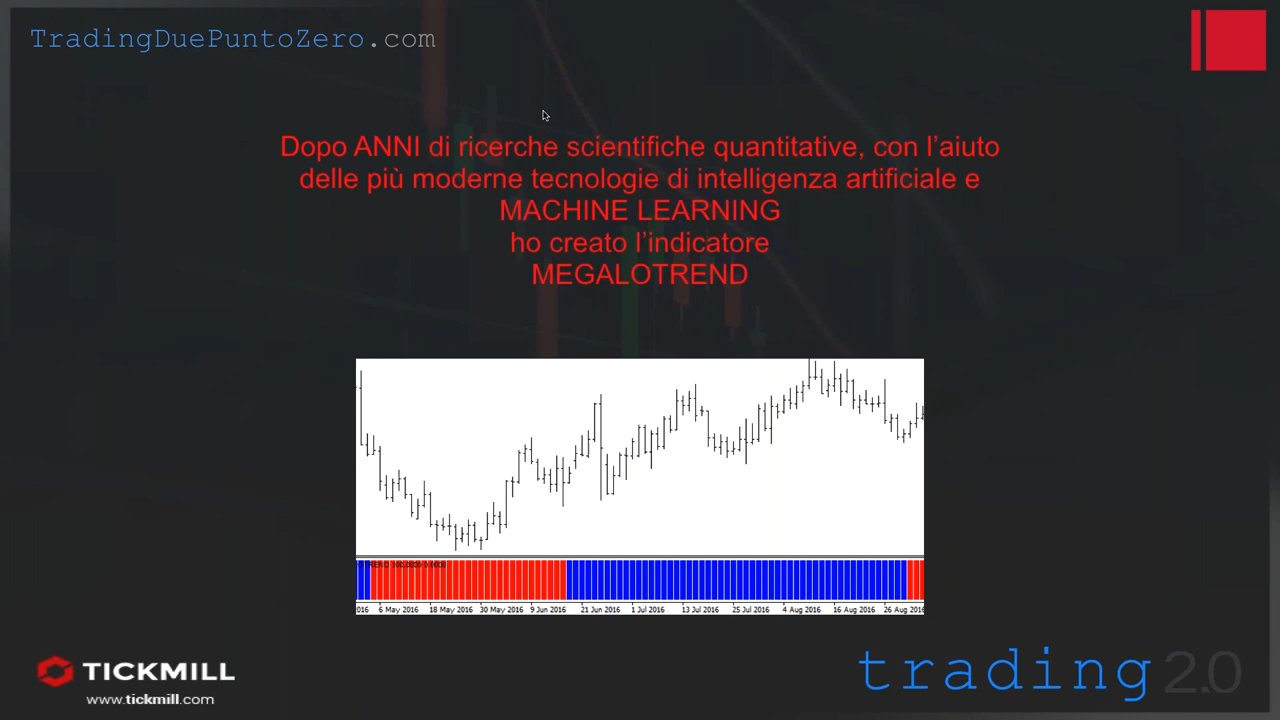 TradingDuePuntoZero.com
Dopo ANNI di ricerche scientifiche quantitative, con l'aiuto
delle più moderne tecnologie di intelligenza artificiale e
MACHINE LEARNING
ho creato l'indicatore
MEGALOTREND
016 6 May 2016 18 May 2016 30 May 2016 9 Jun 2016 21 Jun 2016 1 Jul 2016 13 Jul 2016 25 Jul 2016 4 Aug 2016 16 Aug 2016 26 Aug 2016
TICKMILL
www.tickmill.com
trading 2.0